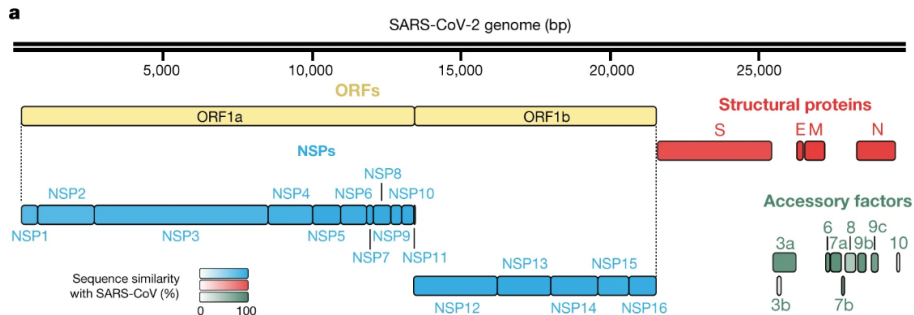 a
SARS-CoV-2 genome (bp)
5,000 10,000 15,000 20,000 25,000
ORFs
ORF1a ORF1b
Structural proteins
S E M N
NSPs
NSP8
NSP2 NSP4 NSP6 NSP10
NSP1 NSP3 NSP5 NSP9
NSP7 NSP11
Accessory factors
6 8 9c
3a 7a 9b 10
3b 7b
NSP13 NSP15
NSP12 NSP14 NSP16
Sequence similarity
with SARS-CoV (%)
0 100